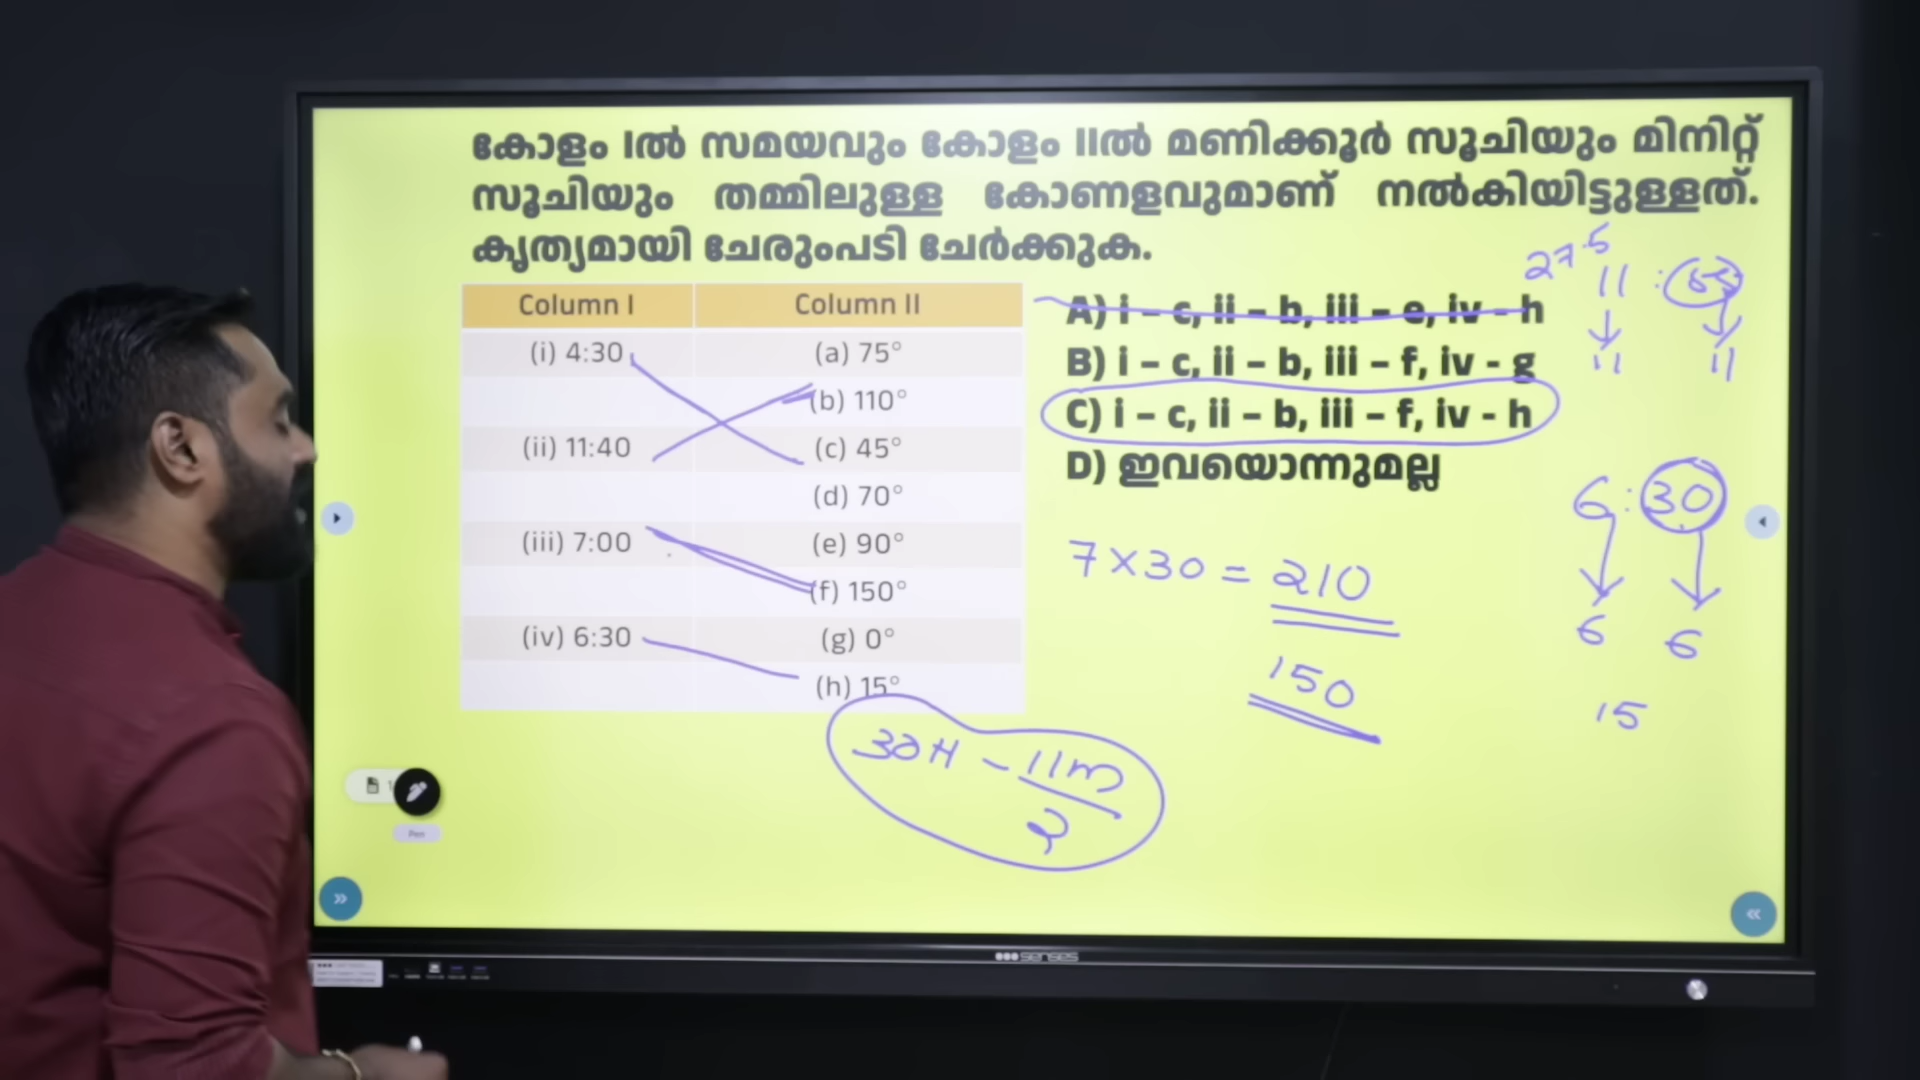 കോളം Iൽ സമയവും കോളം IIൽ മണിക്കൂർ സൂചിയും മിനിറ്റ്
സൂചിയും തമ്മിലുള്ള കോണളവുമാണ് നൽകിയിട്ടുള്ളത്.
കൃത്യമായി ചേരുംപടി ചേർക്കുക.
Column I Column II
(i) 4:30 (a) 75°
(b) 110°
(ii) 11:40 (c) 45°
(d) 70°
(iii) 7:00 (e) 90°
(f) 150°
(iv) 6:30 (g) 0°
(h) 15°
A) i – c, ii – b, iii – e, iv – h
B) i – c, ii – b, iii – f, iv - g
C) i – c, ii – b, iii – f, iv - h
D) ഇവയൊന്നുമല്ല
27.5
11 :
11 11
6:30
6 6
15
7×30 = 210
150
30H - 11m
2
Pen
senses